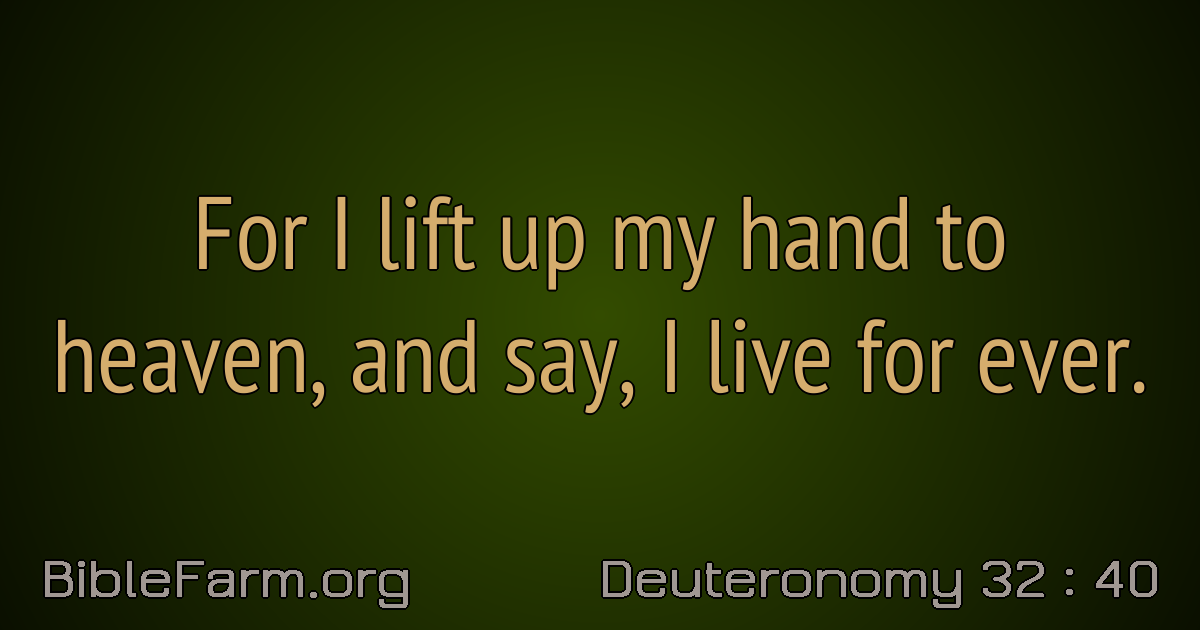 For I lift up my hand to
heaven, and say, I live for ever.
BibleFarm.org
Deuteronomy 32 : 40